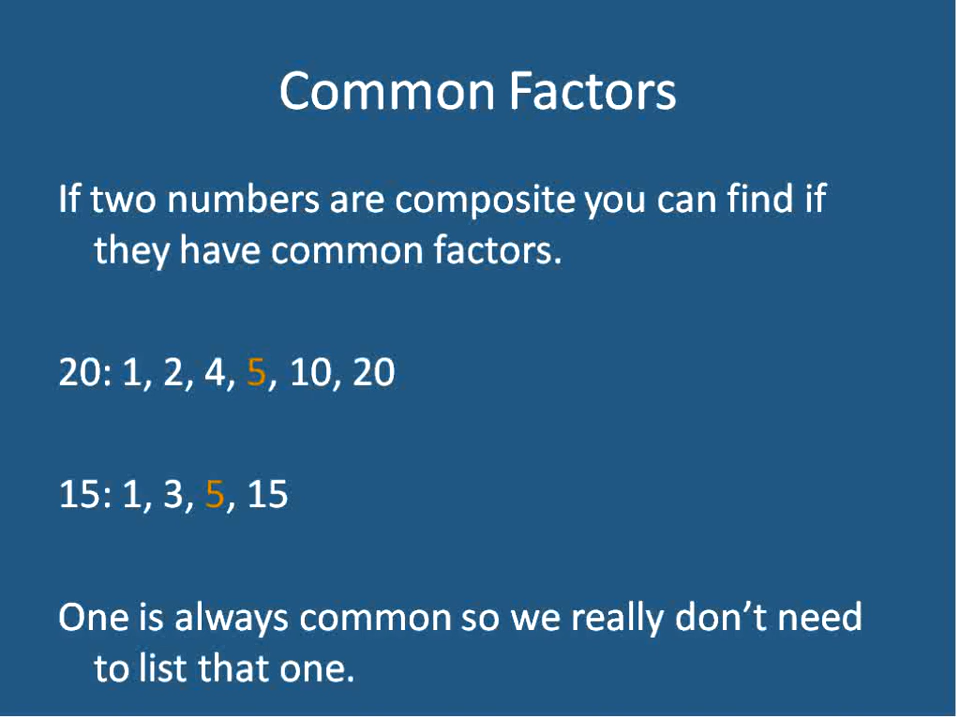 Common Factors
If two numbers are composite you can find if
they have common factors.
20: 1, 2, 4, 5, 10, 20
15: 1, 3, 5, 15
One is always common so we really don’t need
to list that one.